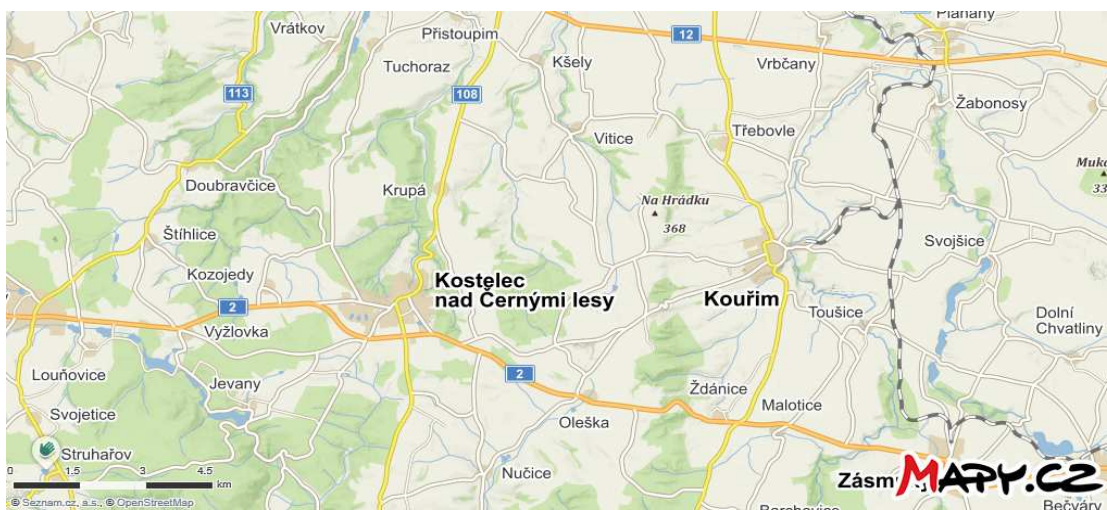 Vrátkov
Přistoupim
12
Plaňany
Kšely
Vrbčany
Tuchoraz
113
108
Žabonosy
Vitice
Třebovle
Doubravčice
Krupá
Na Hrádku
368
Štíhlice
Svojšice
Kozojedy
Kostelec
nad Černými lesy
Kouřim
2
Vyžlovka
Toušice
Dolní
Chvatliny
Louňovice
Jevany
2
Ždánice
Malotice
Svojetice
Oleška
Struhařov
0 1.5 3 4.5
km
Nučice
MAPY.CZ
Bečváry
© Seznam.cz, a.s., © OpenStreetMap